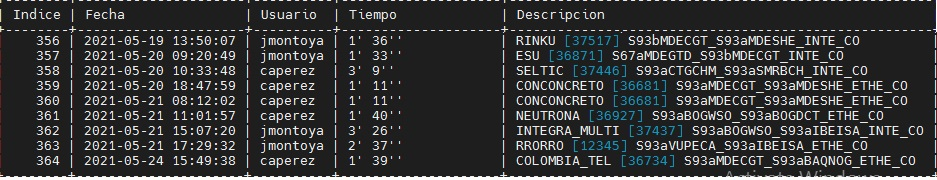 | Indice | Fecha | Usuario | Tiempo | Descripcion
| 356 | 2021-05-19 13:50:07 | jmontoya | 1' 36'' | RINKU [37517] S93bMDECGT_S93aMDESHE_INTE_CO
| 357 | 2021-05-20 09:20:49 | jmontoya | 1' 33'' | ESU [36871] S67aMDEGTD_S93bMDECGT_INTE_CO
| 358 | 2021-05-20 10:33:48 | caperez | 3' 9'' | SELTIC [37446] S93aCTGCHM_S93aSMRBCH_INTE_CO
| 359 | 2021-05-20 18:47:59 | caperez | 1' 11'' | CONCONCRETO [36681] S93aMDECGT_S93aMDESHE_ETHE_CO
| 360 | 2021-05-21 08:12:02 | caperez | 1' 11'' | CONCONCRETO [36681] S93aMDECGT_S93aMDESHE_ETHE_CO
| 361 | 2021-05-21 11:01:57 | caperez | 1' 40'' | NEUTRONA [36927] S93aBOGWSO_S93aBOGDCT_ETHE_CO
| 362 | 2021-05-21 15:07:20 | jmontoya | 3' 26'' | INTEGRA_MULTI [37437] S93aBOGWSO_S93aIBEISA_INTE_CO
| 363 | 2021-05-21 17:29:32 | jmontoya | 2' 37'' | RRORRO [12345] S93aVUPECA_S93aIBEISA_ETHE_CO
| 364 | 2021-05-24 15:49:38 | caperez | 1' 39'' | COLOMBIA_TEL [36734] S93aMDECGT_S93aBAQNOG_ETHE_CO